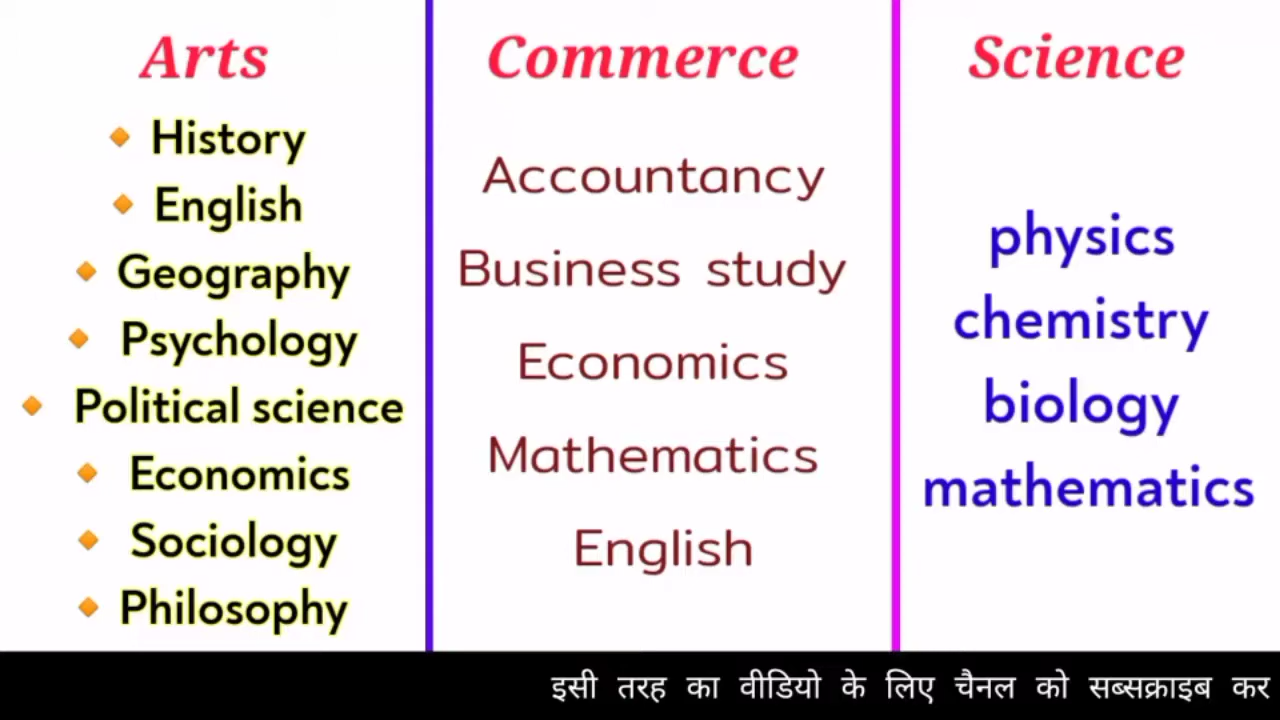 Arts
History
English
Geography
Psychology
Political science
Economics
Sociology
Philosophy
Commerce
Accountancy
Business study
Economics
Mathematics
English
Science
physics
chemistry
biology
mathematics
इसी तरह का वीडियो के लिए चैनल को सब्सक्राइब कर